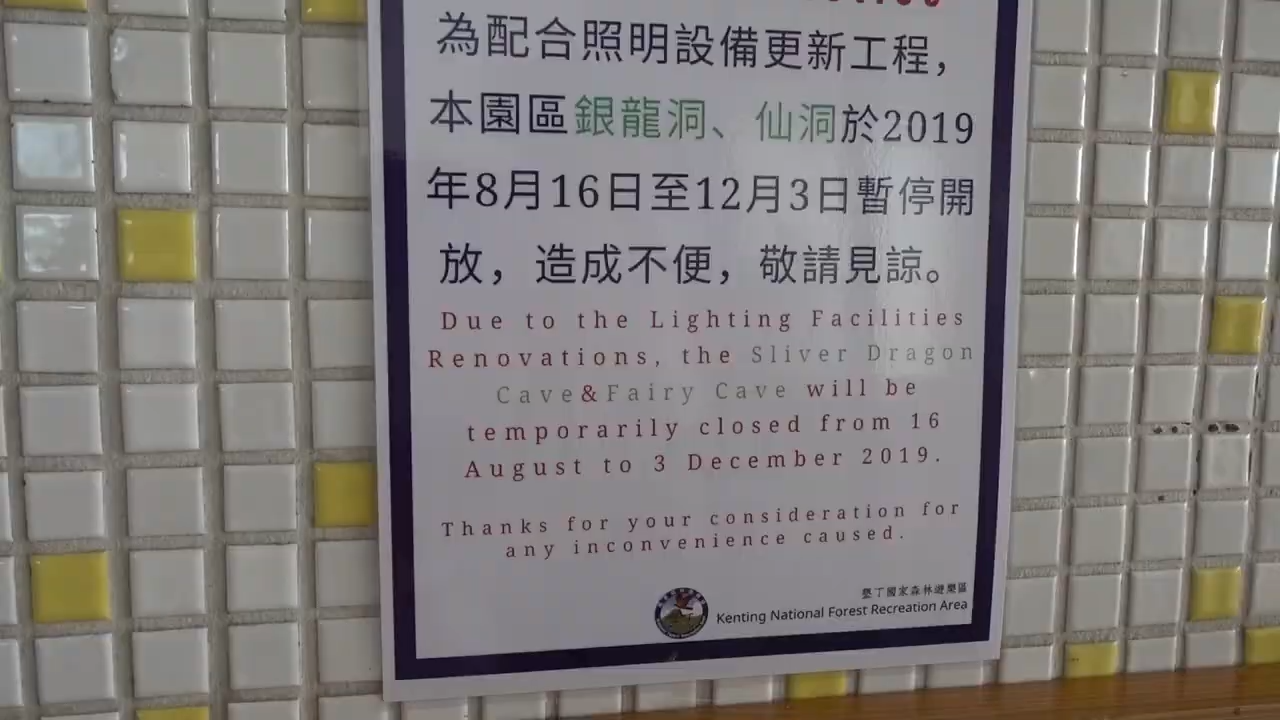 為配合照明設備更新工程，
本園區銀龍洞、仙洞於2019
年8月16日至12月3日暫停開
放，造成不便，敬請見諒。
Due to the Lighting Facilities
Renovations, the Sliver Dragon
Cave&Fairy Cave will be
temporarily closed from 16
August to 3 December 2019.
Thanks for your consideration for
any inconvenience caused.
墾丁國家森林遊樂區
Kenting National Forest Recreation Area